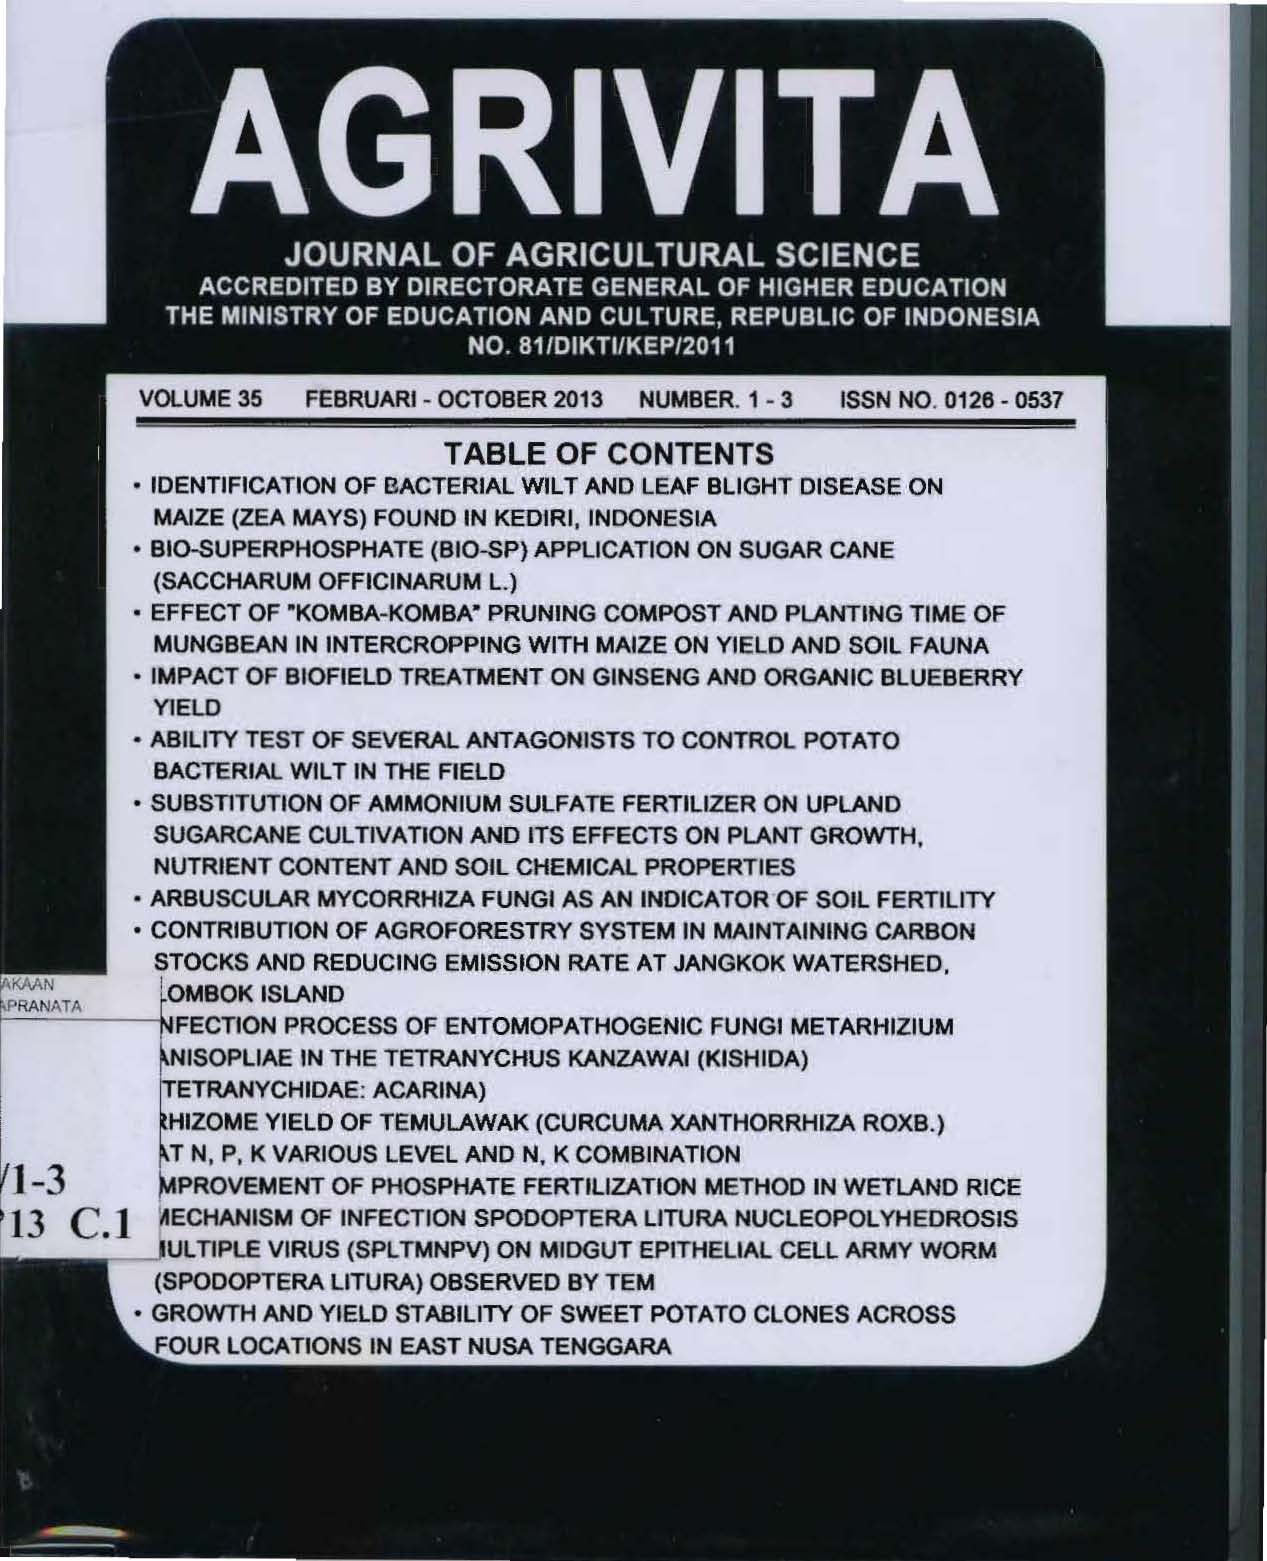 AGRIVITA
JOURNAL OF AGRICULTURAL SCIENCE
ACCREDITED BY DIRECTORATE GENERAL OF HIGHER EDUCATION
THE MINISTRY OF EDUCATION AND CULTURE, REPUBLIC OF INDONESIA
NO. 81/DIKTI/KEP/2011
VOLUME 35 FEBRUARI - OCTOBER 2013 NUMBER. 1 - 3 ISSN NO. 0126 - 0537
TABLE OF CONTENTS
• IDENTIFICATION OF BACTERIAL WILT AND LEAF BLIGHT DISEASE ON
MAIZE (ZEA MAYS) FOUND IN KEDIRI, INDONESIA
• BIO-SUPERPHOSPHATE (BIO-SP) APPLICATION ON SUGAR CANE
(SACCHARUM OFFICINARUM L.)
• EFFECT OF "KOMBA-KOMBA" PRUNING COMPOST AND PLANTING TIME OF
MUNGBEAN IN INTERCROPPING WITH MAIZE ON YIELD AND SOIL FAUNA
• IMPACT OF BIOFIELD TREATMENT ON GINSENG AND ORGANIC BLUEBERRY
YIELD
• ABILITY TEST OF SEVERAL ANTAGONISTS TO CONTROL POTATO
BACTERIAL WILT IN THE FIELD
• SUBSTITUTION OF AMMONIUM SULFATE FERTILIZER ON UPLAND
SUGARCANE CULTIVATION AND ITS EFFECTS ON PLANT GROWTH,
NUTRIENT CONTENT AND SOIL CHEMICAL PROPERTIES
• ARBUSCULAR MYCORRHIZA FUNGI AS AN INDICATOR OF SOIL FERTILITY
• CONTRIBUTION OF AGROFORESTRY SYSTEM IN MAINTAINING CARBON
STOCKS AND REDUCING EMISSION RATE AT JANGKOK WATERSHED,
LOMBOK ISLAND
NFECTION PROCESS OF ENTOMOPATHOGENIC FUNGI METARHIZIUM
ANISOPLIAE IN THE TETRANYCHUS KANZAWAI (KISHIDA)
TETRANYCHIDAE: ACARINA)
RHIZOME YIELD OF TEMULAWAK (CURCUMA XANTHORRHIZA ROXB.)
AT N, P, K VARIOUS LEVEL AND N, K COMBINATION
MPROVEMENT OF PHOSPHATE FERTILIZATION METHOD IN WETLAND RICE
MECHANISM OF INFECTION SPODOPTERA LITURA NUCLEOPOLYHEDROSIS
MULTIPLE VIRUS (SPLTMNPV) ON MIDGUT EPITHELIAL CELL ARMY WORM
(SPODOPTERA LITURA) OBSERVED BY TEM
• GROWTH AND YIELD STABILITY OF SWEET POTATO CLONES ACROSS
FOUR LOCATIONS IN EAST NUSA TENGGARA
AKAAN
APRANATA
/1-3
'13 C.1